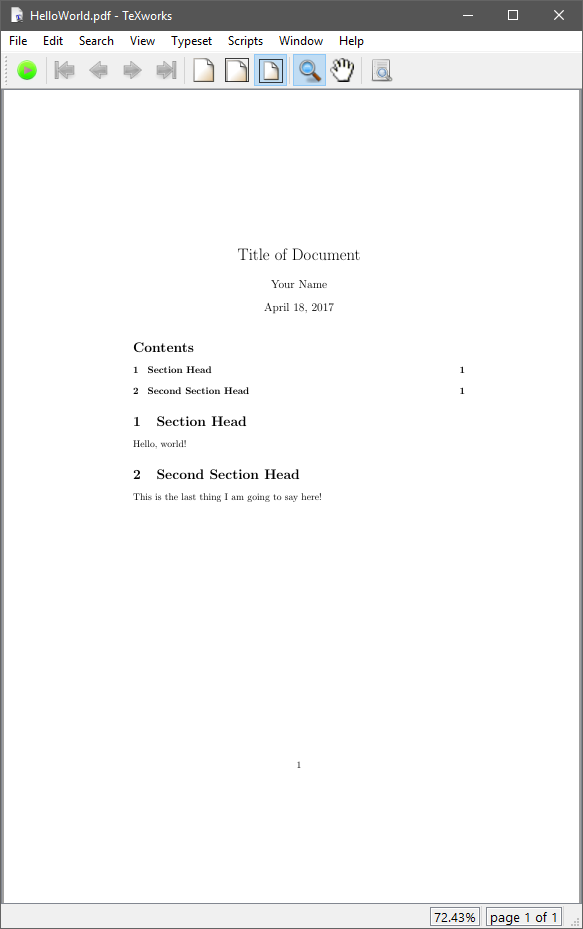 HelloWorld.pdf - TeXworks
File Edit Search View Typeset Scripts Window Help
Title of Document
Your Name
April 18, 2017
Contents
1 Section Head 1
2 Second Section Head 1
1 Section Head
Hello, world!
2 Second Section Head
This is the last thing I am going to say here!
1
72.43% page 1 of 1